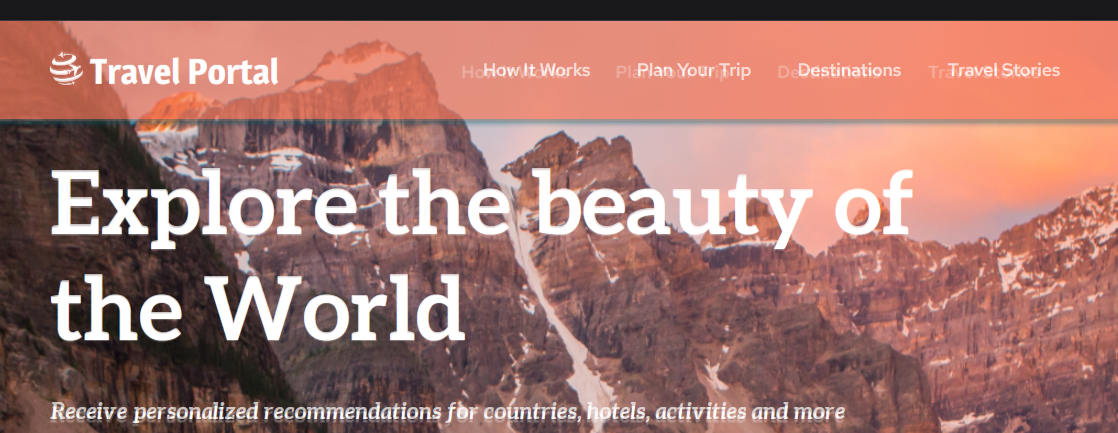 Travel Portal
How It Works Plan Your Trip Destinations Travel Stories
Explore the beauty of
the World
Receive personalized recommendations for countries, hotels, activities and more